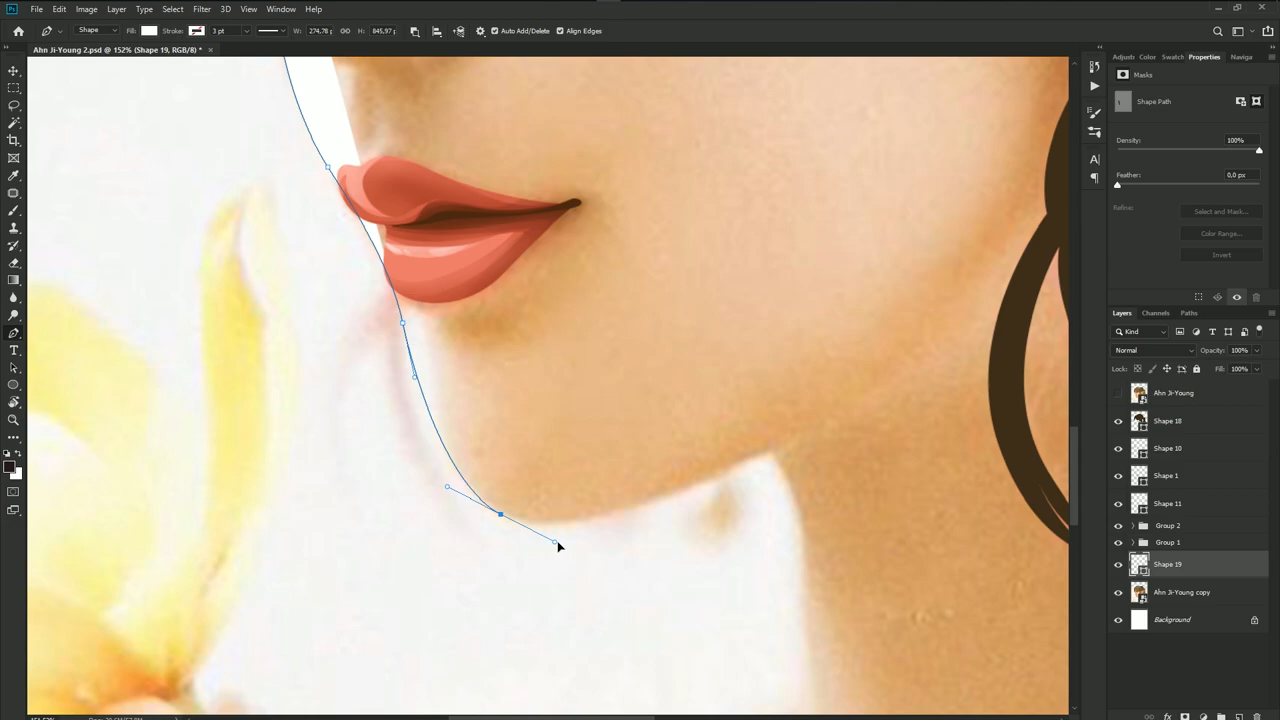 Ps File Edit Image Layer Type Select Filter 3D View Window Help
Shape Fill: Stroke: 3 pt W: 274,78 p H: 845,97 p Auto Add/Delete Align Edges
Ahn Ji-Young 2.psd @ 152% (Shape 19, RGB/8) * ×
Adjustr Color Swatch Properties Naviga
Masks
Shape Path
Density: 100%
Feather: 0,0 px
Refine: Select and Mask...
Color Range...
Invert
Layers Channels Paths
Kind
Normal Opacity: 100%
Lock: Fill: 100%
Ahn Ji-Young
Shape 18
Shape 10
Shape 1
Shape 11
Group 2
Group 1
Shape 19
Ahn Ji-Young copy
Background
fx